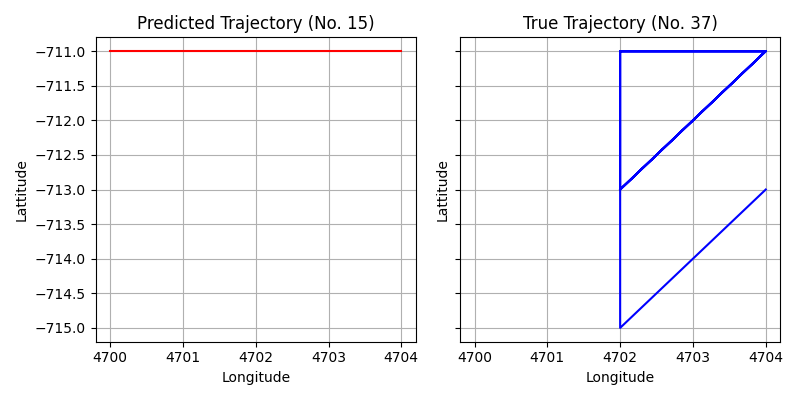 Predicted Trajectory (No. 15)
−711.0
−711.5
−712.0
−712.5
−713.0
−713.5
−714.0
−714.5
−715.0
Lattitude
4700 4701 4702 4703 4704
Longitude
True Trajectory (No. 37)
Lattitude
4700 4701 4702 4703 4704
Longitude